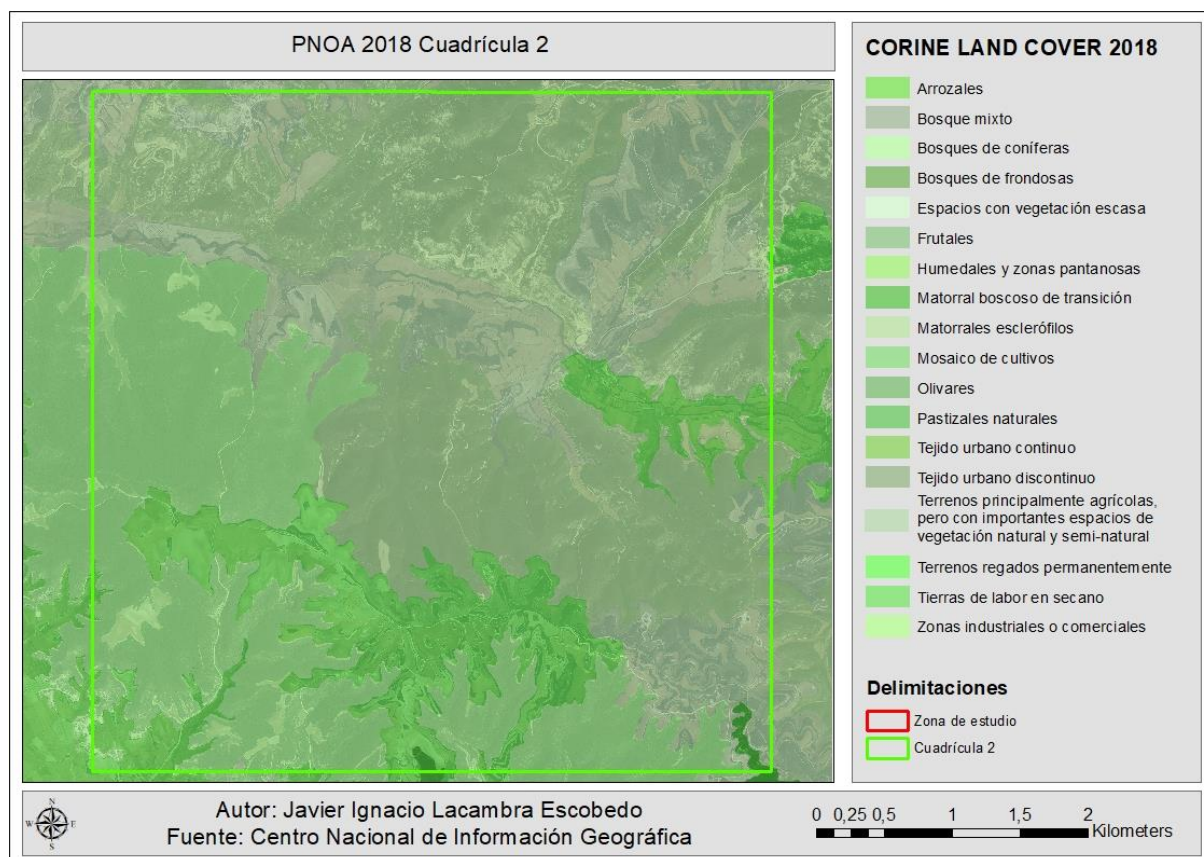 PNOA 2018 Cuadrícula 2
CORINE LAND COVER 2018
Arrozales
Bosque mixto
Bosques de coníferas
Bosques de frondosas
Espacios con vegetación escasa
Frutales
Humedales y zonas pantanosas
Matorral boscoso de transición
Matorrales esclerófilos
Mosaico de cultivos
Olivares
Pastizales naturales
Tejido urbano continuo
Tejido urbano discontinuo
Terrenos principalmente agrícolas,
pero con importantes espacios de
vegetación natural y semi-natural
Terrenos regados permanentemente
Tierras de labor en secano
Zonas industriales o comerciales
Delimitaciones
Zona de estudio
Cuadrícula 2
N
W E
S
Autor: Javier Ignacio Lacambra Escobedo
Fuente: Centro Nacional de Información Geográfica
0 0,25 0,5 1 1,5 2
Kilometers